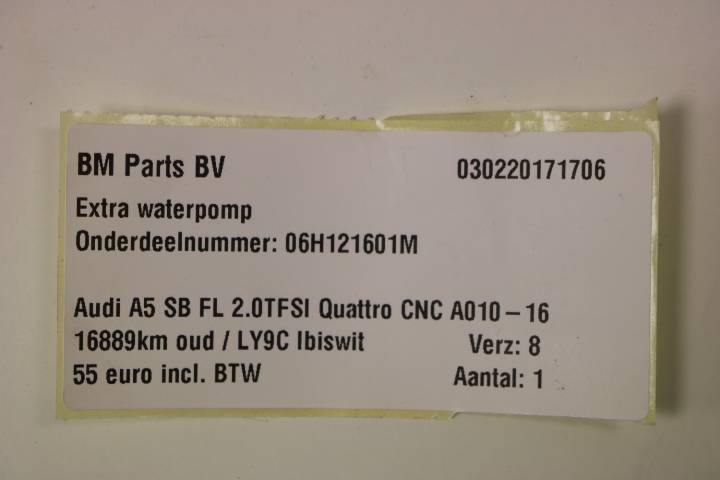 BM Parts BV 030220171706
Extra waterpomp
Onderdeelnummer: 06H121601M
Audi A5 SB FL 2.0TFSI Quattro CNC A010-16
16889km oud / LY9C Ibiswit Verz: 8
55 euro incl. BTW Aantal: 1